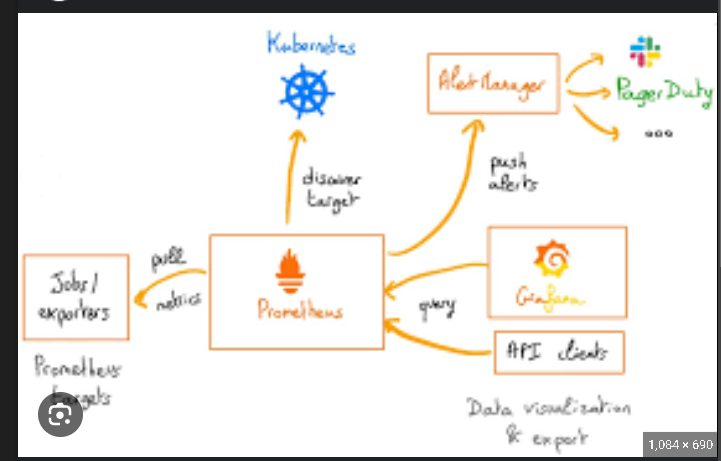 Kubernetes
AlertManager
PagerDuty
...
push
alerts
discover
target
pull
metrics
Jobs/
exporters
Prometheus
targets
Prometheus
Grafana
query
API clients
Data visualization
& export
1,084 × 690